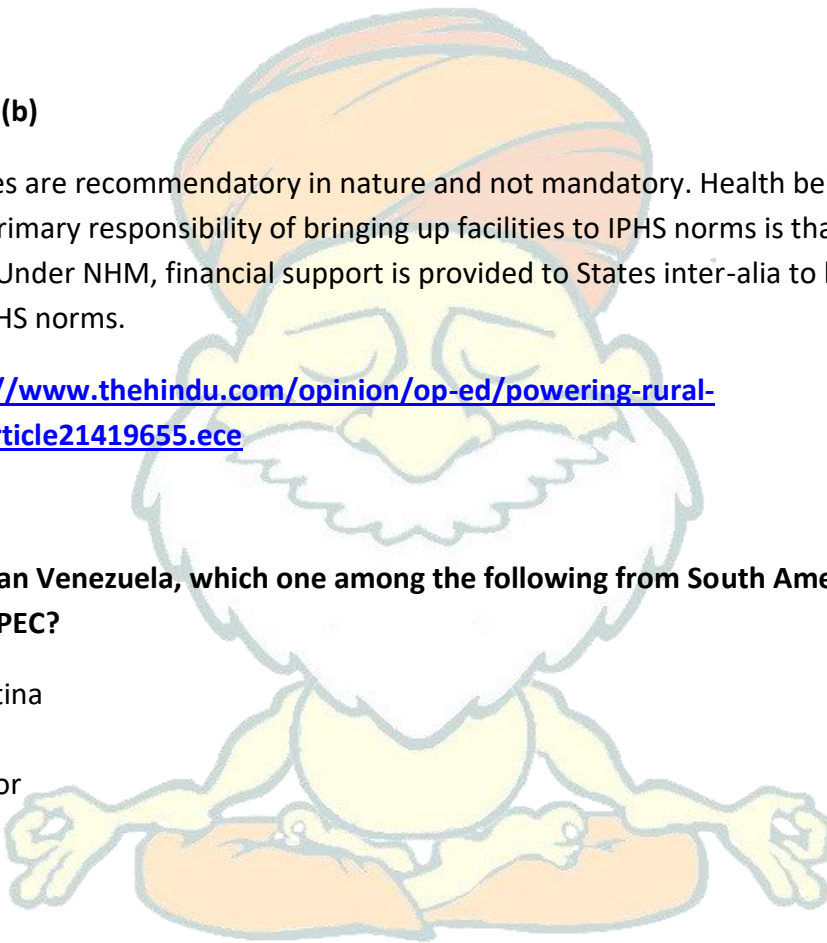 (b)
es are recommendatory in nature and not mandatory. Health be
rimary responsibility of bringing up facilities to IPHS norms is tha
Under NHM, financial support is provided to States inter-alia to
HS norms.
//www.thehindu.com/opinion/op-ed/powering-rural-
rticle21419655.ece
an Venezuela, which one among the following from South Ame
PEC?
tina
or